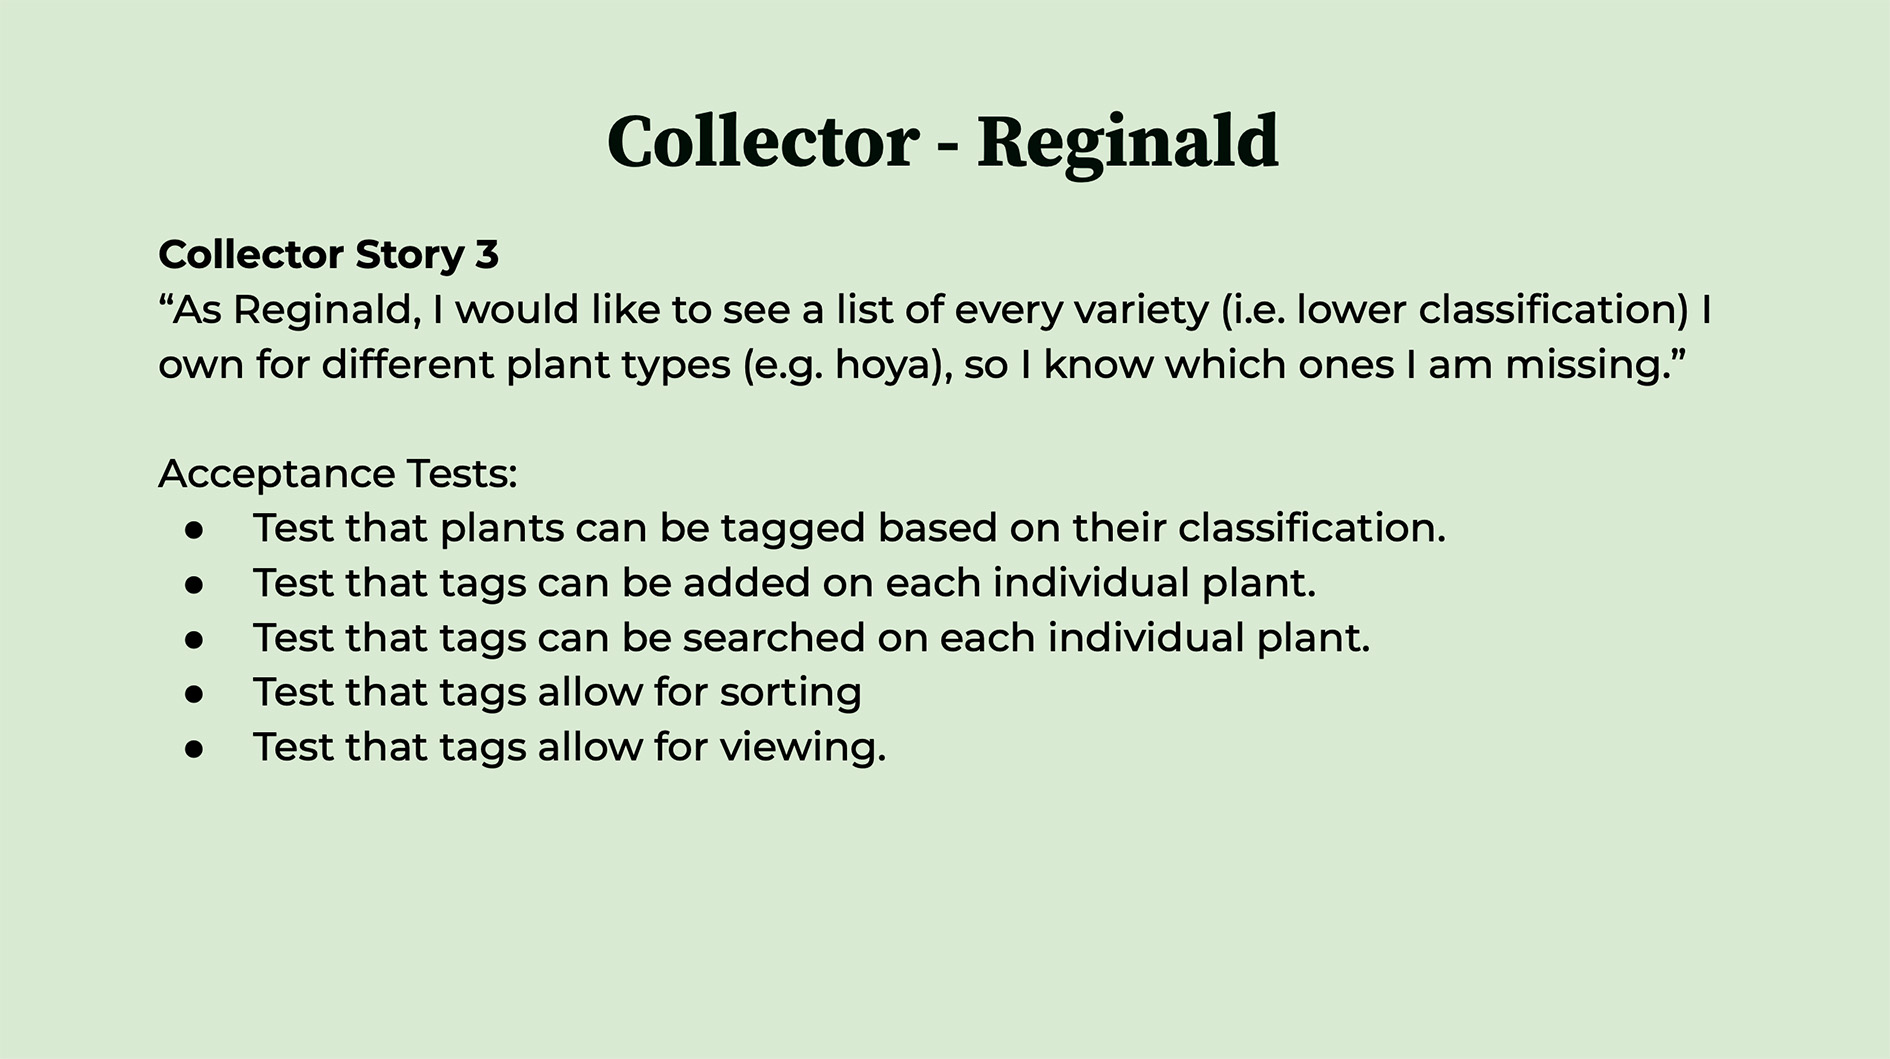 Collector - Reginald
Collector Story 3
“As Reginald, I would like to see a list of every variety (i.e. lower classification) I
own for different plant types (e.g. hoya), so I know which ones I am missing.”
Acceptance Tests:
● Test that plants can be tagged based on their classification.
● Test that tags can be added on each individual plant.
● Test that tags can be searched on each individual plant.
● Test that tags allow for sorting
● Test that tags allow for viewing.